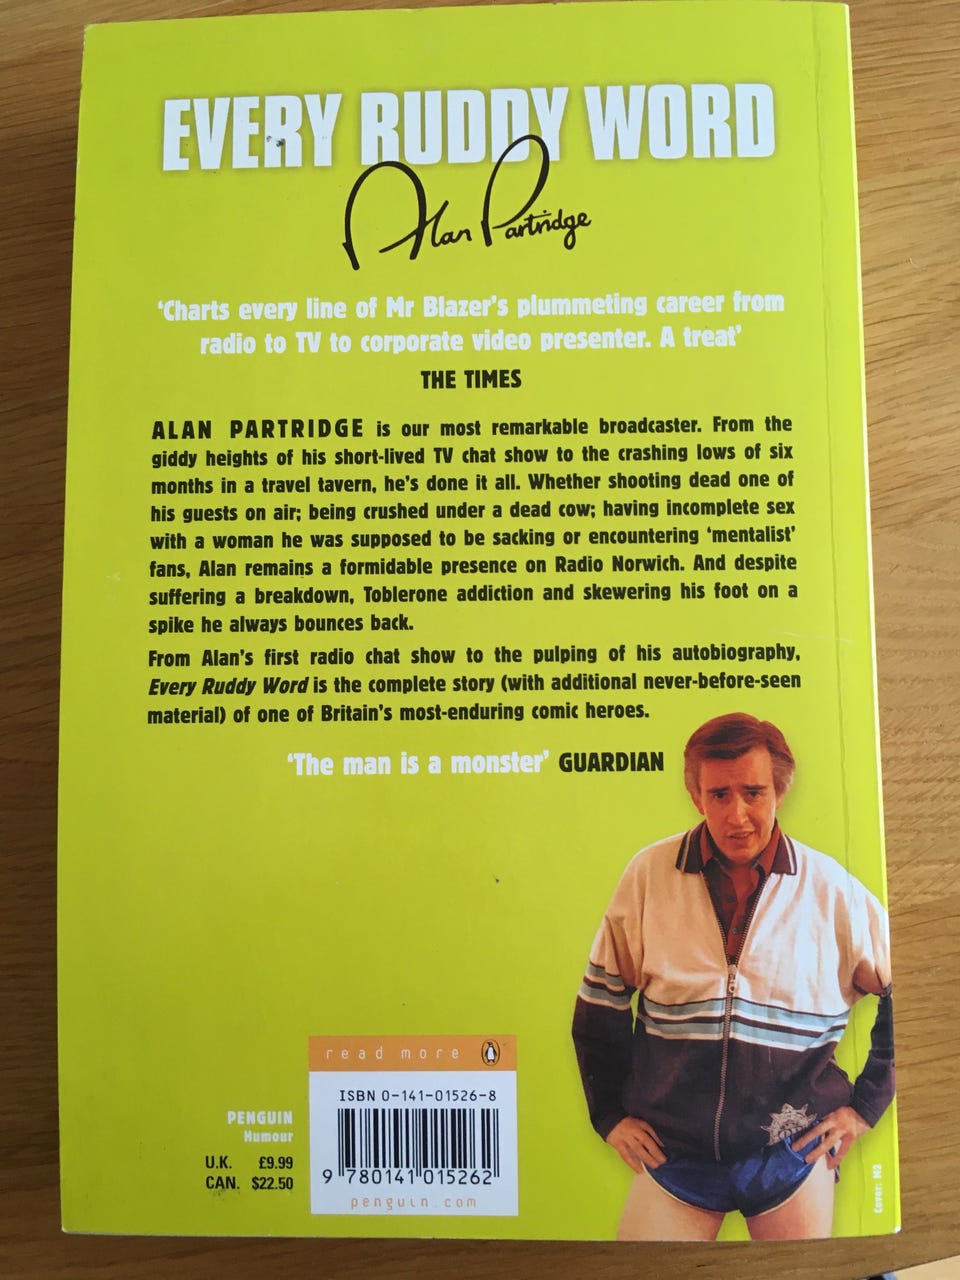 EVERY RUDDY WORD
Alan Partridge
‘Charts every line of Mr Blazer’s plummeting career from
radio to TV to corporate video presenter. A treat’
THE TIMES
ALAN PARTRIDGE is our most remarkable broadcaster. From the
giddy heights of his short-lived TV chat show to the crashing lows of six
months in a travel tavern, he’s done it all. Whether shooting dead one of
his guests on air; being crushed under a dead cow; having incomplete sex
with a woman he was supposed to be sacking or encountering ‘mentalist’
fans, Alan remains a formidable presence on Radio Norwich. And despite
suffering a breakdown, Toblerone addiction and skewering his foot on a
spike he always bounces back.
From Alan’s first radio chat show to the pulping of his autobiography,
Every Ruddy Word is the complete story (with additional never-before-seen
material) of one of Britain’s most-enduring comic heroes.
‘The man is a monster’ GUARDIAN
read more
ISBN 0-141-01526-8
9 780141 015262
penguin.com
PENGUIN
Humour
U.K. £9.99
CAN. $22.50
Cover: N2